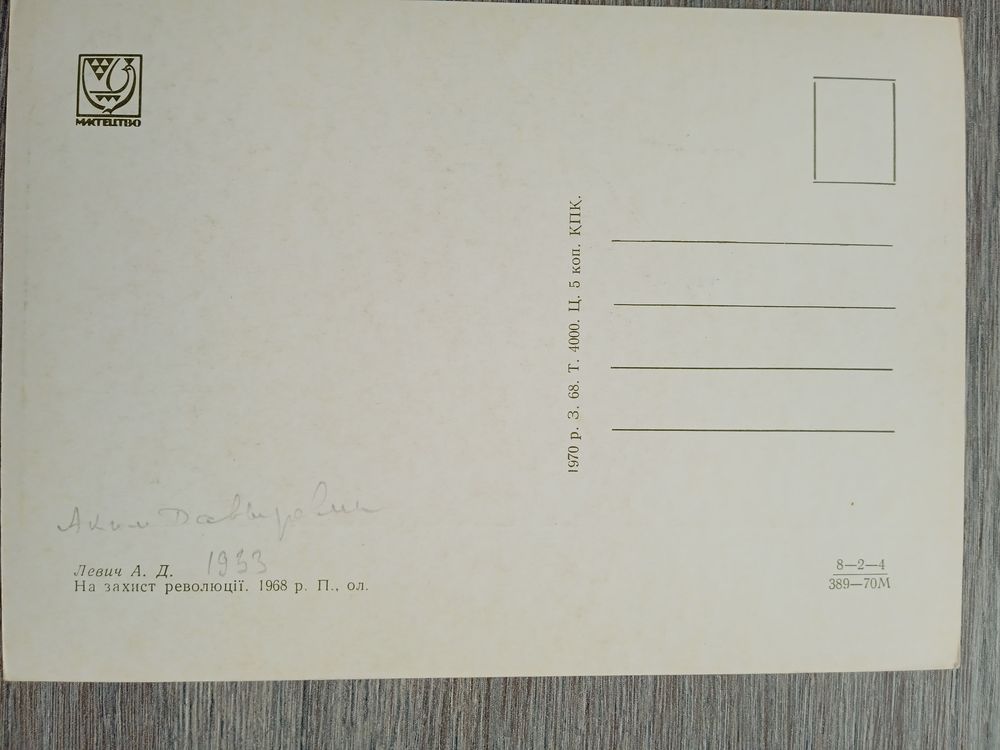 МИСТЕЦТВО
1970 р. З. 68. Т. 4000. Ц. 5 коп. КПК.
Аким Давыдович
1933
Левич А. Д.
На захист революції. 1968 р. П., ол.
8—2—4
389—70М